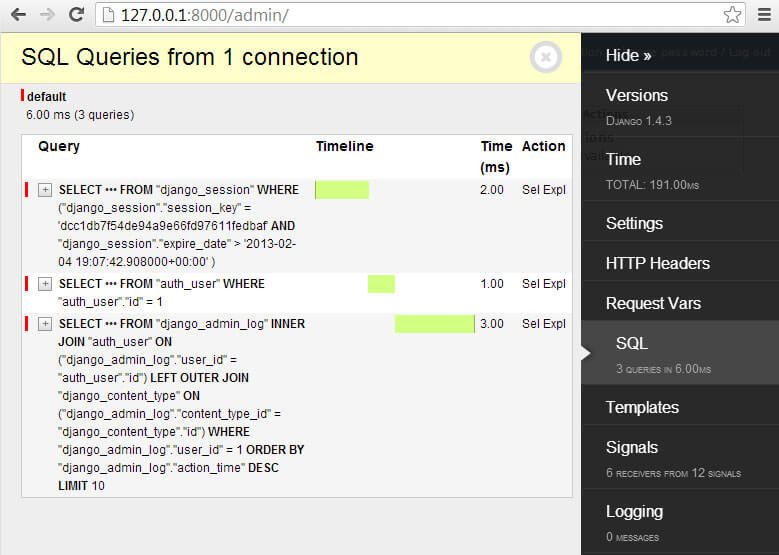 127.0.0.1:8000/admin/
SQL Queries from 1 connection
default
6.00 ms (3 queries)
Query Timeline Time (ms) Action
+ SELECT ••• FROM "django_session" WHERE 2.00 Sel Expl
("django_session"."session_key" =
'dcc1db7f54de94a9e66fd97611fedbaf' AND
"django_session"."expire_date" > '2013-02-
04 19:07:42.908000+00:00' )
+ SELECT ••• FROM "auth_user" WHERE 1.00 Sel Expl
"auth_user"."id" = 1
+ SELECT ••• FROM "django_admin_log" INNER 3.00 Sel Expl
JOIN "auth_user" ON
("django_admin_log"."user_id" =
"auth_user"."id") LEFT OUTER JOIN
"django_content_type" ON
("django_admin_log"."content_type_id" =
"django_content_type"."id") WHERE
"django_admin_log"."user_id" = 1 ORDER BY
"django_admin_log"."action_time" DESC
LIMIT 10
Hide »
password / Log out
Versions
Django 1.4.3
Actions
Time
TOTAL: 191.00ms
Settings
HTTP Headers
Request Vars
SQL
3 queries in 6.00ms
Templates
Signals
6 receivers from 12 signals
Logging
0 messages